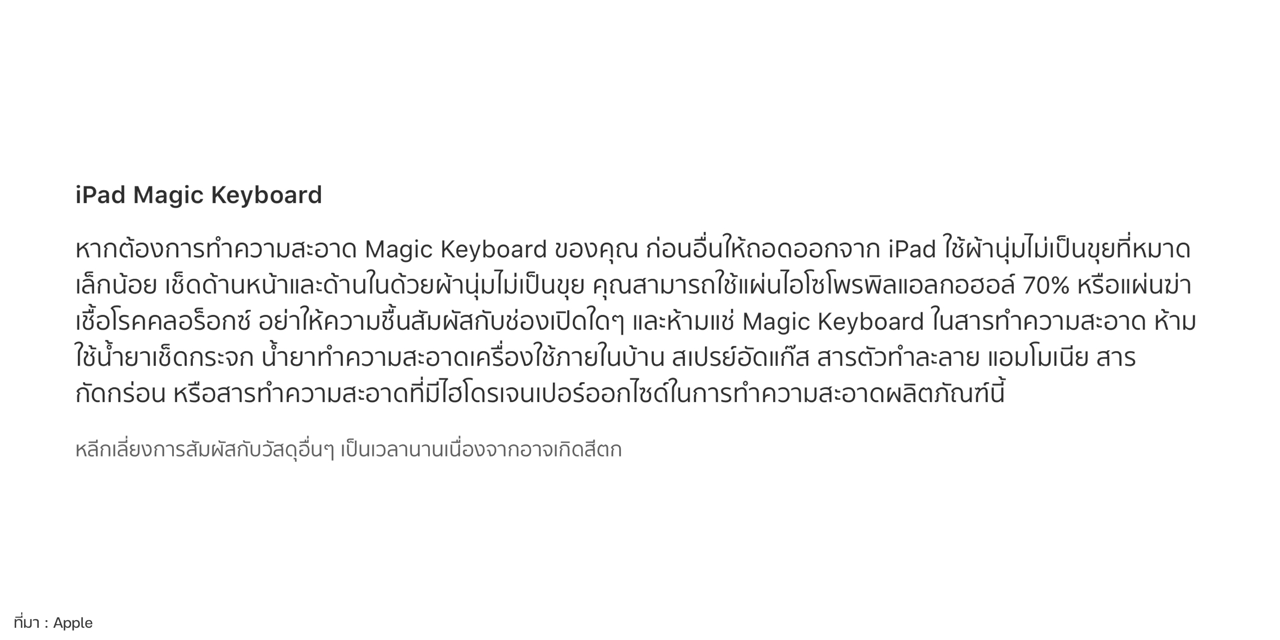 iPad Magic Keyboard
หากต้องการทำความสะอาด Magic Keyboard ของคุณ ก่อนอื่นให้ถอดออกจาก iPad ใช้ผ้านุ่มไม่เป็นขุยที่หมาด
เล็กน้อย เช็ดด้านหน้าและด้านในด้วยผ้านุ่มไม่เป็นขุย คุณสามารถใช้แผ่นไอโซโพรพิลแอลกอฮอล์ 70% หรือแผ่นฆ่า
เชื้อโรคคลอร็อกซ์ อย่าให้ความชื้นสัมผัสกับช่องเปิดใดๆ และห้ามแช่ Magic Keyboard ในสารทำความสะอาด ห้าม
ใช้น้ำยาเช็ดกระจก น้ำยาทำความสะอาดเครื่องใช้ภายในบ้าน สเปรย์อัดแก๊ส สารตัวทำละลาย แอมโมเนีย สาร
กัดกร่อน หรือสารทำความสะอาดที่มีไฮโดรเจนเปอร์ออกไซด์ในการทำความสะอาดผลิตภัณฑ์นี้
หลีกเลี่ยงการสัมผัสกับวัสดุอื่นๆ เป็นเวลานานเนื่องจากอาจเกิดสีตก
ที่มา : Apple